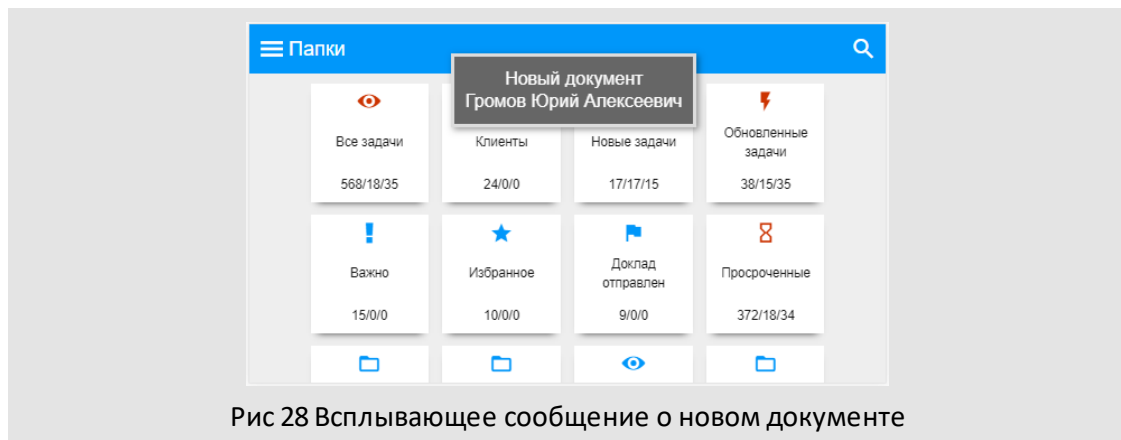 Папки
Новый документ
Громов Юрий Алексеевич
Все задачи
Клиенты
Новые задачи
Обновленные
задачи
568/18/35
24/0/0
17/17/15
38/15/35
Важно
Избранное
Доклад
отправлен
Просроченные
15/0/0
10/0/0
9/0/0
372/18/34
Рис 28 Всплывающее сообщение о новом документе